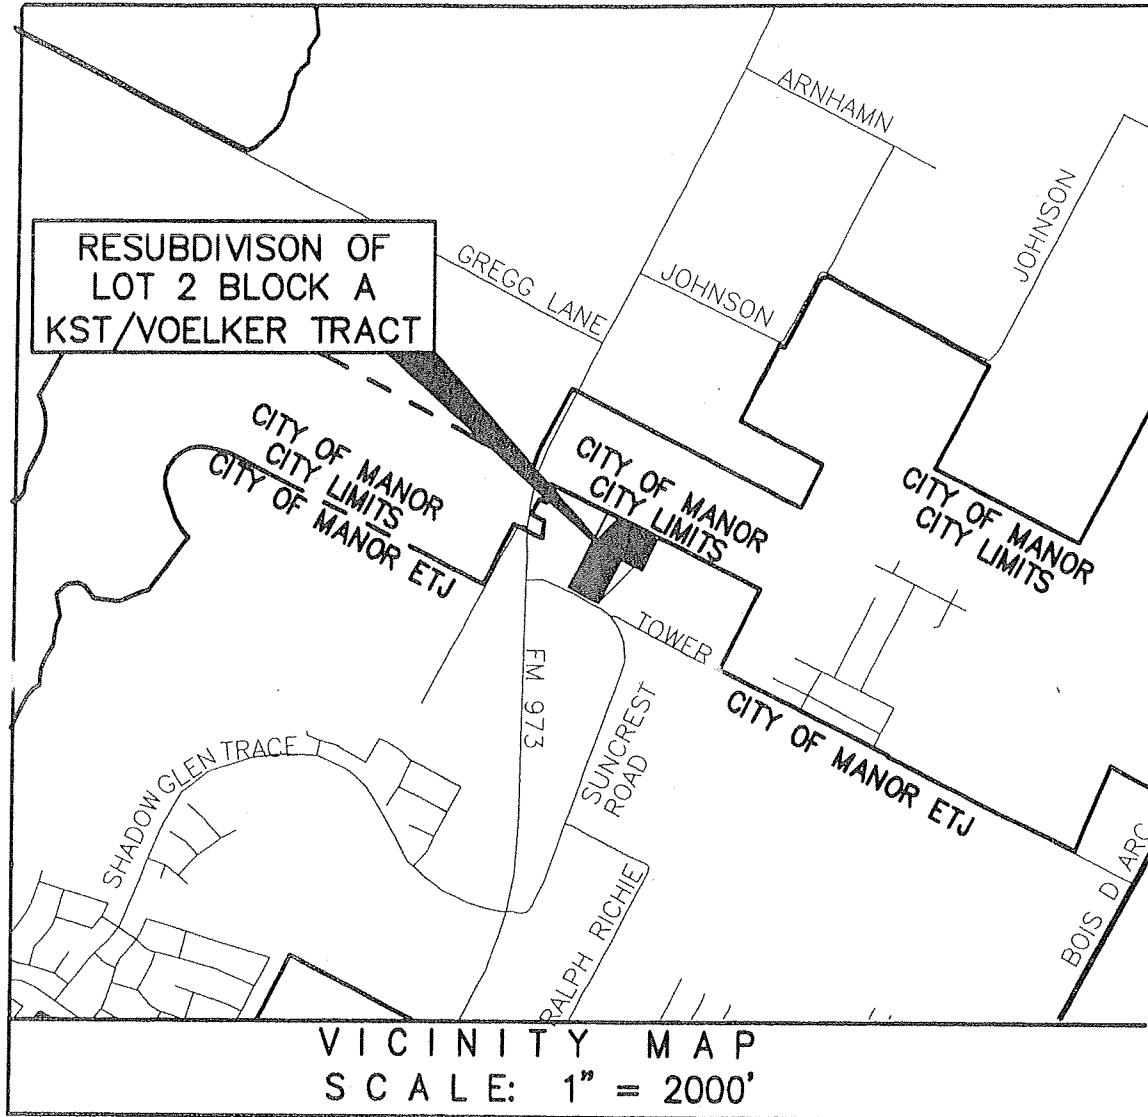 ARNHAMN
JOHNSON
RESUBDIVISON OF
LOT 2 BLOCK A
KST/VOELKER TRACT
GREGG LANE
JOHNSON
CITY OF MANOR
CITY LIMITS
CITY OF MANOR ETJ
CITY OF MANOR
CITY LIMITS
CITY OF MANOR
CITY LIMITS
TOWER
FM 973
SUNCREST
ROAD
CITY OF MANOR ETJ
SHADOW GLEN TRACE
RALPH RICHIE
BOIS D ARC
VICINITY MAP
SCALE: 1" = 2000'